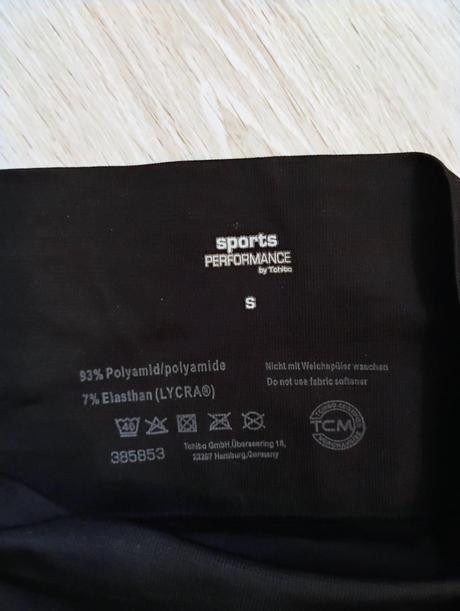 sports
PERFORMANCE
by Tchibo
S
93% Polyamid/polyamide
7% Elasthan (LYCRA®)
Nicht mit Weichspüler waschen
Do not use fabric softener
40
385853
Tchibo GmbH, Überseering 18,
22297 Hamburg, Germany
TCM